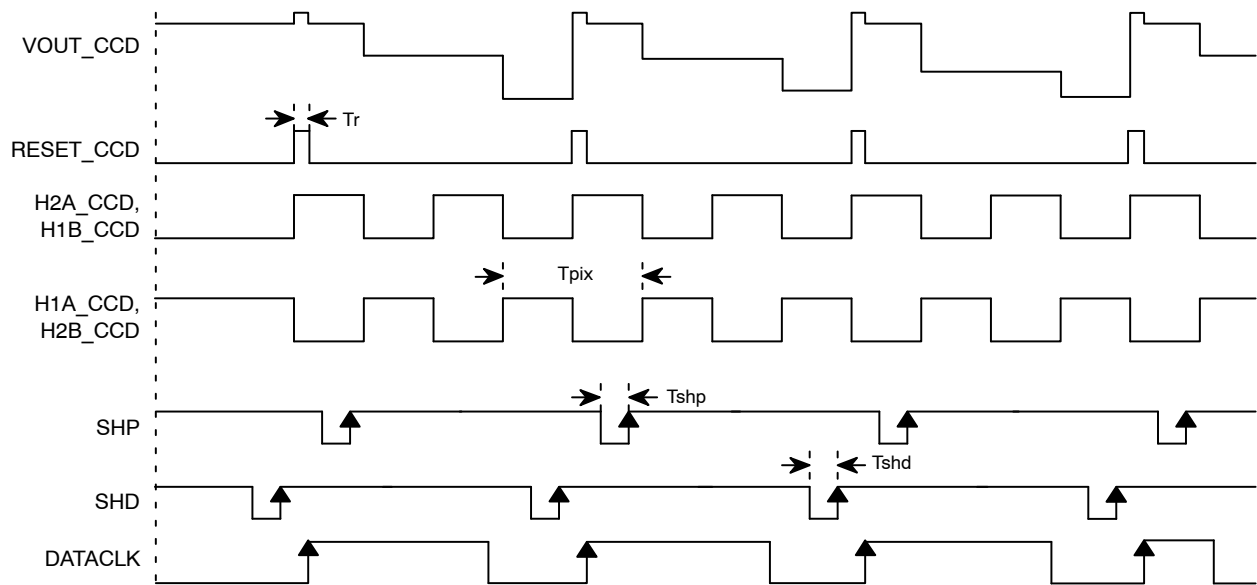 VOUT_CCD
Tr
RESET_CCD
H2A_CCD,
H1B_CCD
Tpix
H1A_CCD,
H2B_CCD
Tshp
SHP
Tshd
SHD
DATACLK